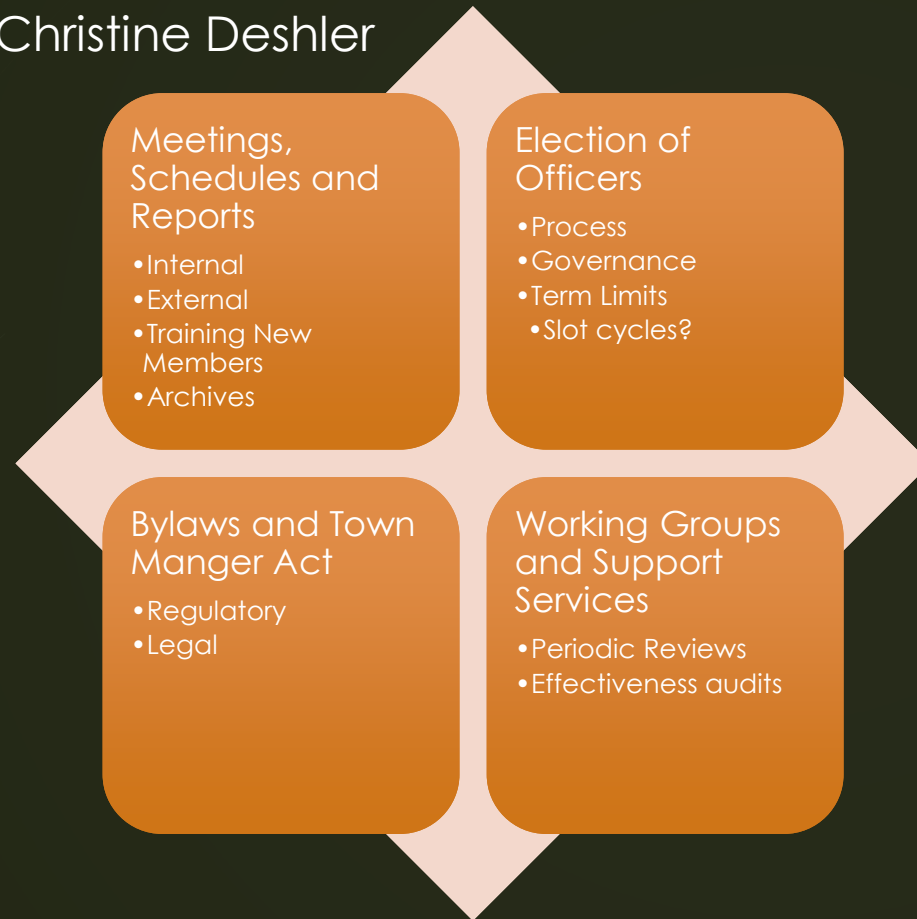 Christine Deshler
Meetings,
Schedules and
Reports
•Internal
•External
•Training New
Members
•Archives
Election of
Officers
•Process
•Governance
•Term Limits
•Slot cycles?
Bylaws and Town
Manger Act
•Regulatory
•Legal
Working Groups
and Support
Services
•Periodic Reviews
•Effectiveness audits